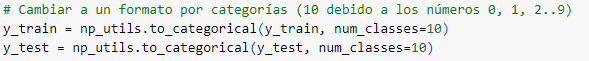 # Cambiar a un formato por categorías (10 debido a los números 0, 1, 2..9)
y_train = np_utils.to_categorical(y_train, num_classes=10)
y_test = np_utils.to_categorical(y_test, num_classes=10)